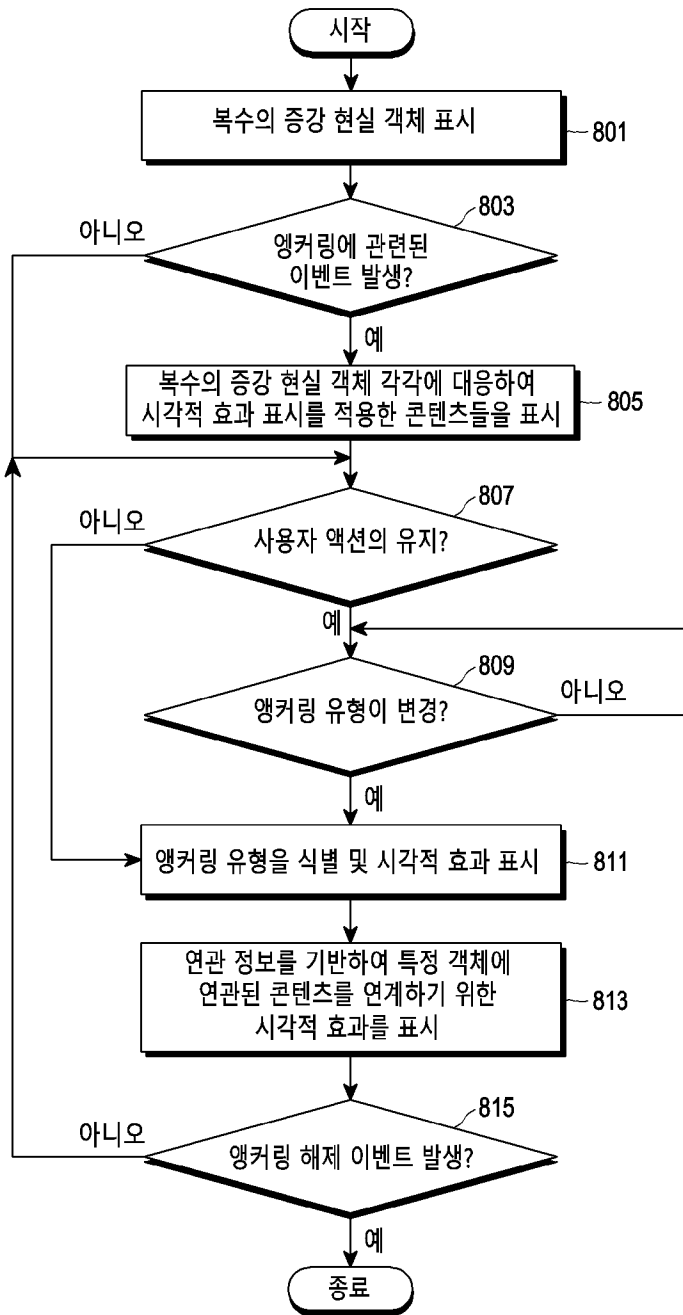 시작
복수의 증강 현실 객체 표시
801
803
아니오
앵커링에 관련된
이벤트 발생?
예
복수의 증강 현실 객체 각각에 대응하여
시각적 효과 표시를 적용한 콘텐츠들을 표시
805
807
아니오
사용자 액션의 유지?
예
809
앵커링 유형이 변경?
아니오
예
앵커링 유형을 식별 및 시각적 효과 표시
811
연관 정보를 기반하여 특정 객체에
연관된 콘텐츠를 연계하기 위한
시각적 효과를 표시
813
815
아니오
앵커링 해제 이벤트 발생?
예
종료